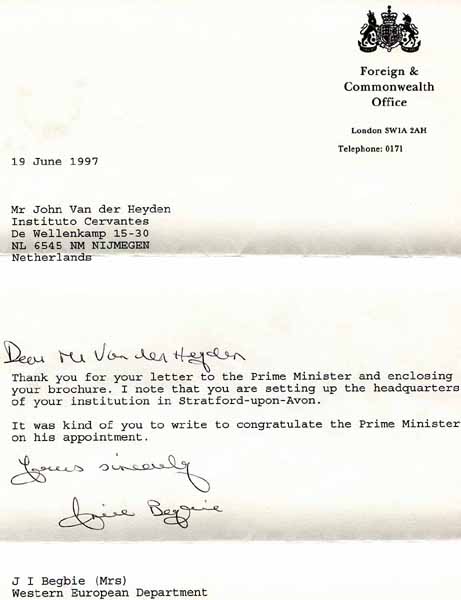 Foreign &
Commonwealth
Office
London SW1A 2AH
Telephone: 0171
19 June 1997
Mr John Van der Heyden
Instituto Cervantes
De Wellenkamp 15-30
NL 6545 NM NIJMEGEN
Netherlands
Dear Mr Van der Heyden
Thank you for your letter to the Prime Minister and enclosing
your brochure. I note that you are setting up the headquarters
of your institution in Stratford-upon-Avon.
It was kind of you to write to congratulate the Prime Minister
on his appointment.
Yours sincerely
Begbie
J I Begbie (Mrs)
Western European Department